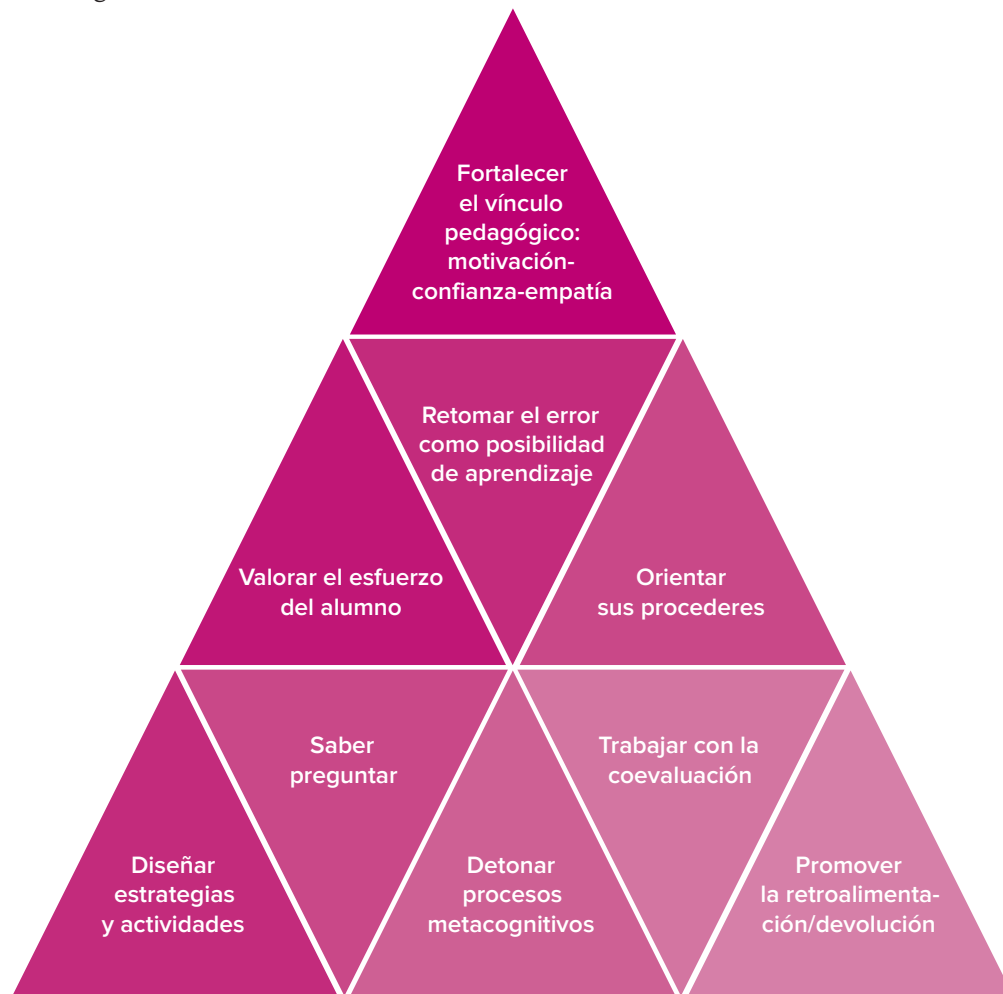 Fortalecer
el vínculo
pedagógico:
motivación-
confianza-empatía
Retomar el error
como posibilidad
de aprendizaje
Valorar el esfuerzo
del alumno
Orientar
sus procederes
Saber
preguntar
Trabajar con la
coevaluación
Diseñar
estrategias
y actividades
Detonar
procesos
metacognitivos
Promover
la retroalimenta-
ción/devolución